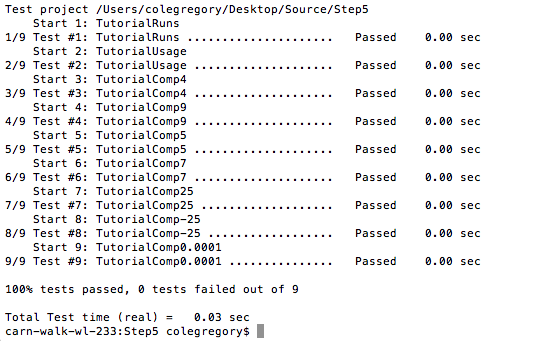 Test project /Users/colegregory/Desktop/Source/Step5
    Start 1: TutorialRuns
1/9 Test #1: TutorialRuns .....................   Passed    0.00 sec
    Start 2: TutorialUsage
2/9 Test #2: TutorialUsage ....................   Passed    0.00 sec
    Start 3: TutorialComp4
3/9 Test #3: TutorialComp4 ....................   Passed    0.00 sec
    Start 4: TutorialComp9
4/9 Test #4: TutorialComp9 ....................   Passed    0.00 sec
    Start 5: TutorialComp5
5/9 Test #5: TutorialComp5 ....................   Passed    0.00 sec
    Start 6: TutorialComp7
6/9 Test #6: TutorialComp7 ....................   Passed    0.00 sec
    Start 7: TutorialComp25
7/9 Test #7: TutorialComp25 ...................   Passed    0.00 sec
    Start 8: TutorialComp-25
8/9 Test #8: TutorialComp-25 ..................   Passed    0.00 sec
    Start 9: TutorialComp0.0001
9/9 Test #9: TutorialComp0.0001 ...............   Passed    0.00 sec

100% tests passed, 0 tests failed out of 9

Total Test time (real) =   0.03 sec
carn-walk-wl-233:Step5 colegregory$